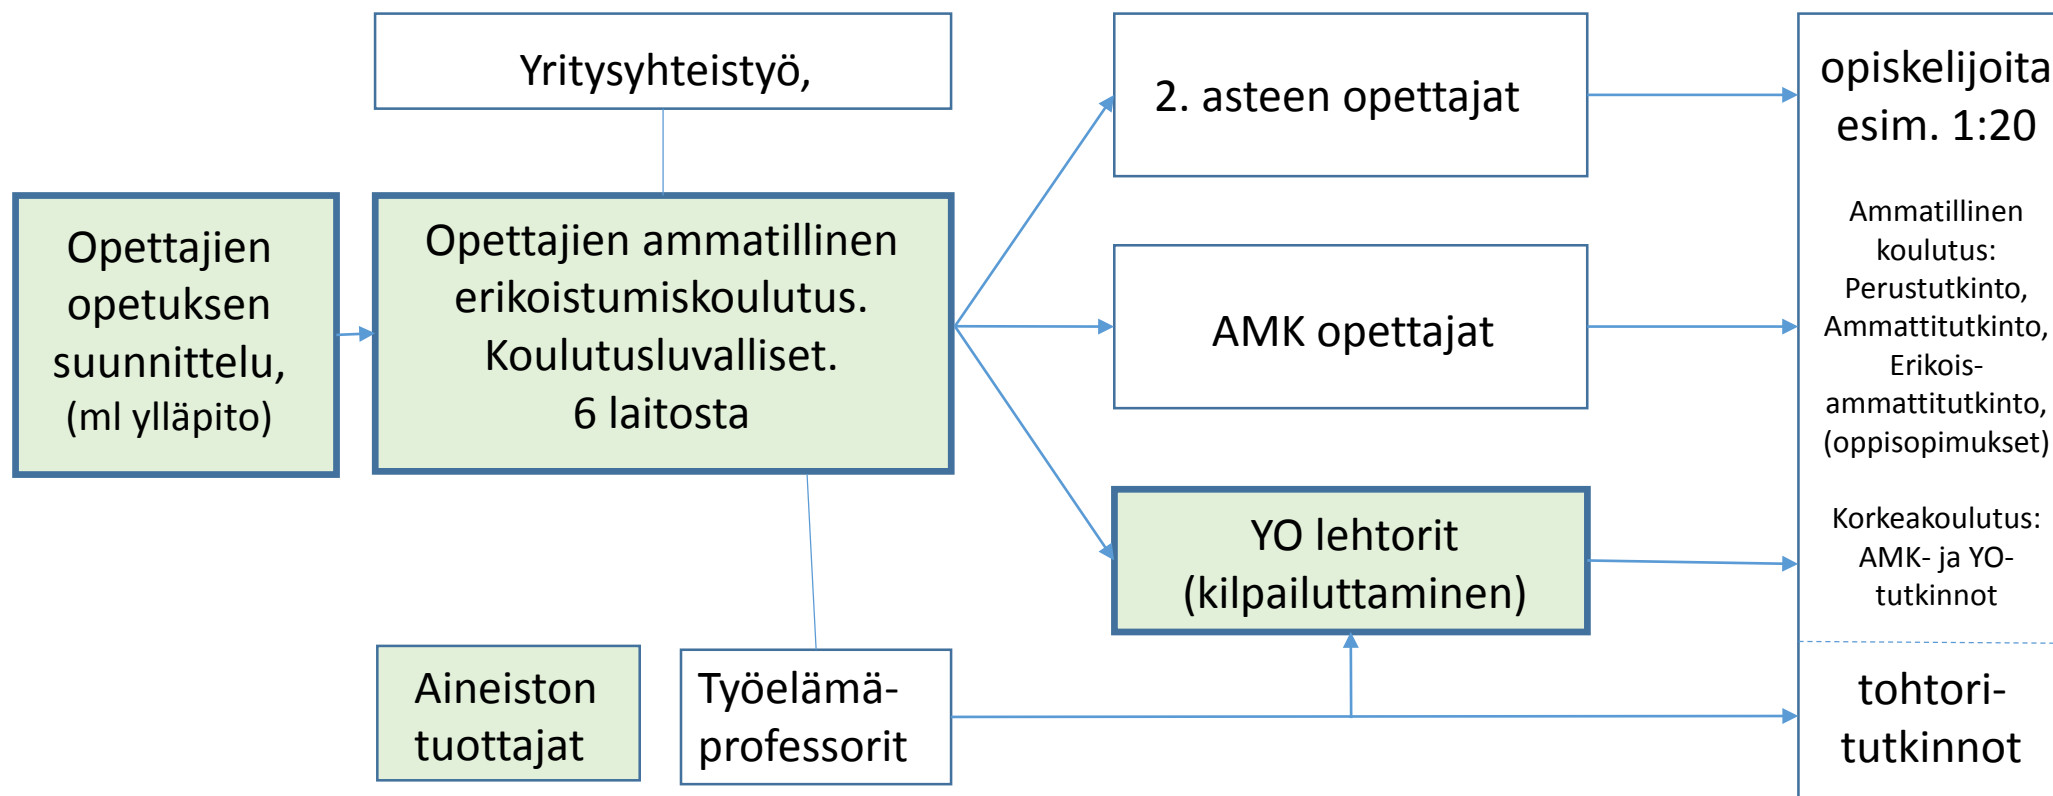 Yritysyhteistyö,
Opettajien
opetuksen
suunnittelu,
(ml ylläpito)
Opettajien ammatillinen
erikoistumiskoulutus.
Koulutusluvalliset.
6 laitosta
Aineiston
tuottajat
Työelämä-
professorit
2. asteen opettajat
AMK opettajat
YO lehtorit
(kilpailuttaminen)
opiskelijoita
esim. 1:20
Ammatillinen
koulutus:
Perustutkinto,
Ammattitutkinto,
Erikois-
ammattitutkinto,
(oppisopimukset)
Korkeakoulutus:
AMK- ja YO-
tutkinnot
tohtori-
tutkinnot